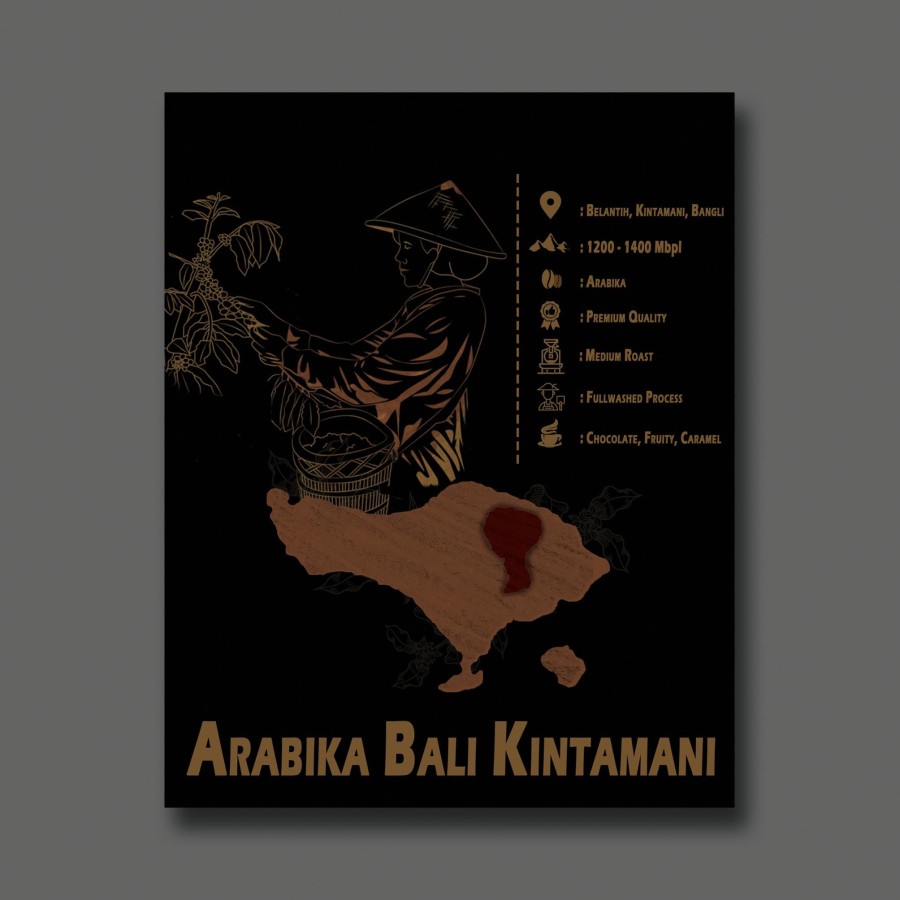 : Belantih, Kintamani, Bangli
: 1200 - 1400 Mbpl
: Arabika
: Premium Quality
: Medium Roast
: Fullwashed Process
: Chocolate, Fruity, Caramel
Arabika Bali Kintamani